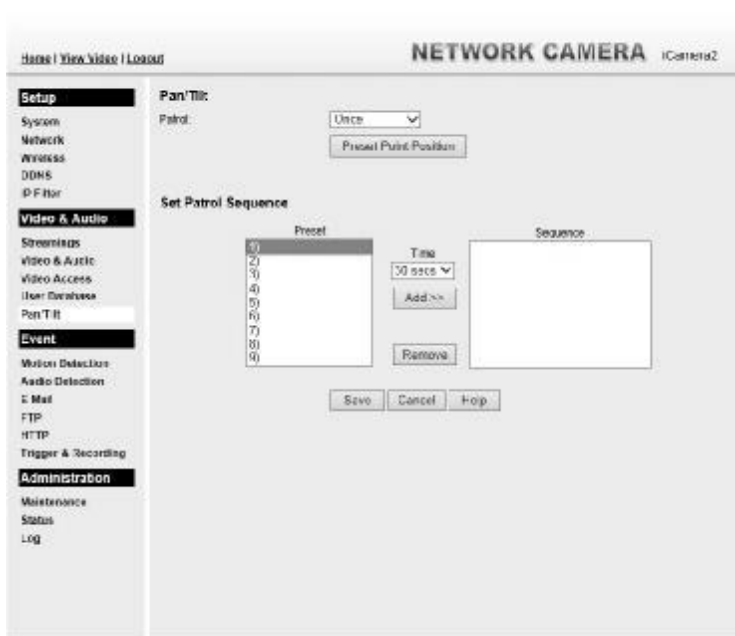 Home | View Video | Logout
NETWORK CAMERA iCamera2
Setup
System
Network
Wireless
DDNS
IP Filter
Video & Audio
Streamings
Video & Audio
Video Access
User Database
Pan/Tilt
Event
Motion Detection
Audio Detection
E Mail
FTP
HTTP
Trigger & Recording
Administration
Maintenance
Status
Log
Pan/Tilt
Patrol: Once
Preset Point Position
Set Patrol Sequence
Preset
1)
2)
3)
4)
5)
6)
7)
8)
9)
Time
30 secs
Add >>
Remove
Sequence
Save Cancel Help